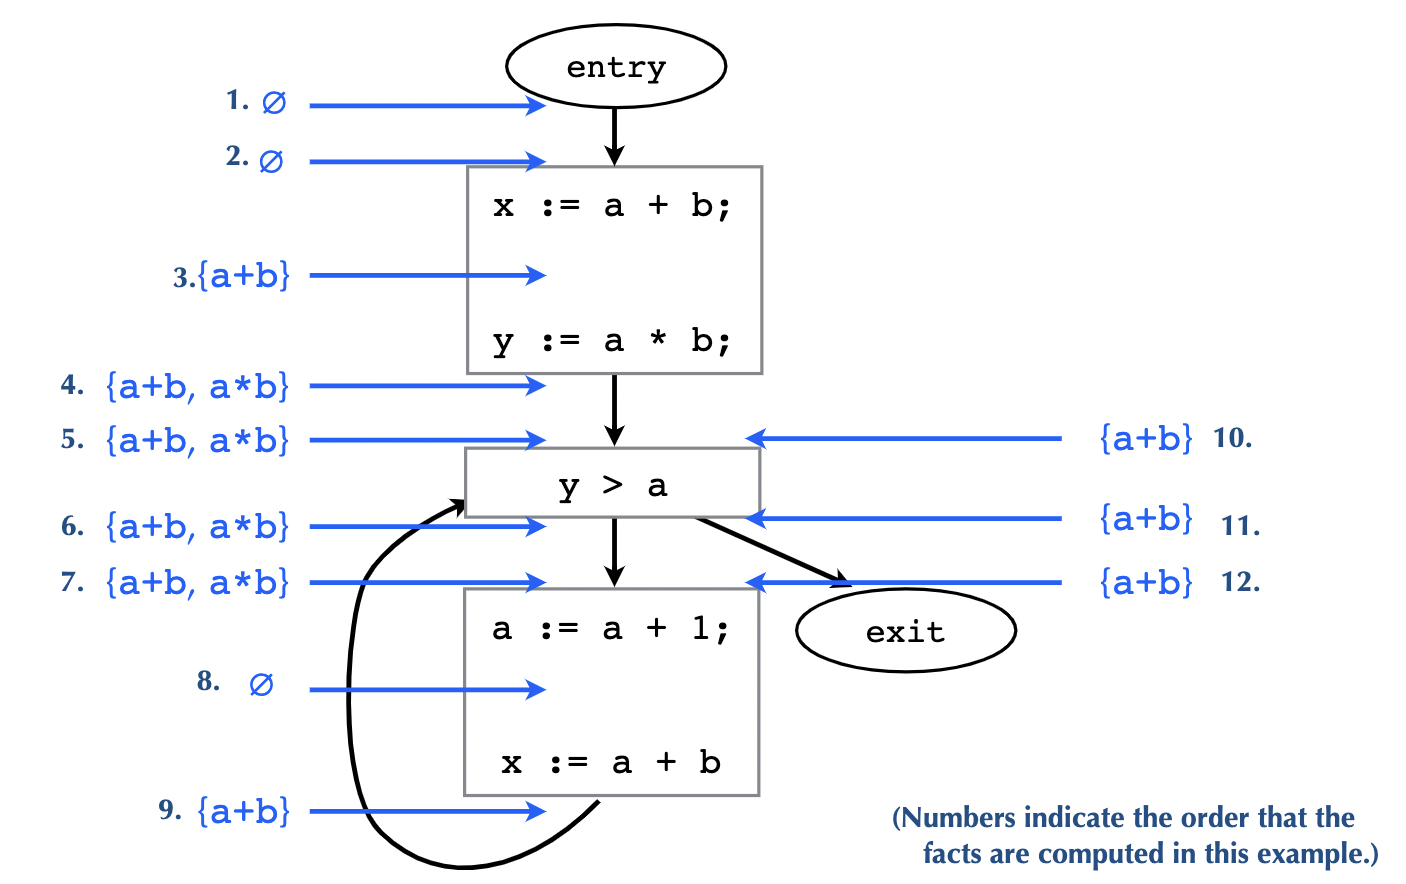 entry
1. ∅
2. ∅
x := a + b;
3.{a+b}
y := a * b;
4. {a+b, a*b}
5. {a+b, a*b}
{a+b} 10.
y > a
6. {a+b, a*b}
{a+b} 11.
7. {a+b, a*b}
{a+b} 12.
a := a + 1;
exit
8. ∅
x := a + b
9. {a+b}
(Numbers indicate the order that the
facts are computed in this example.)